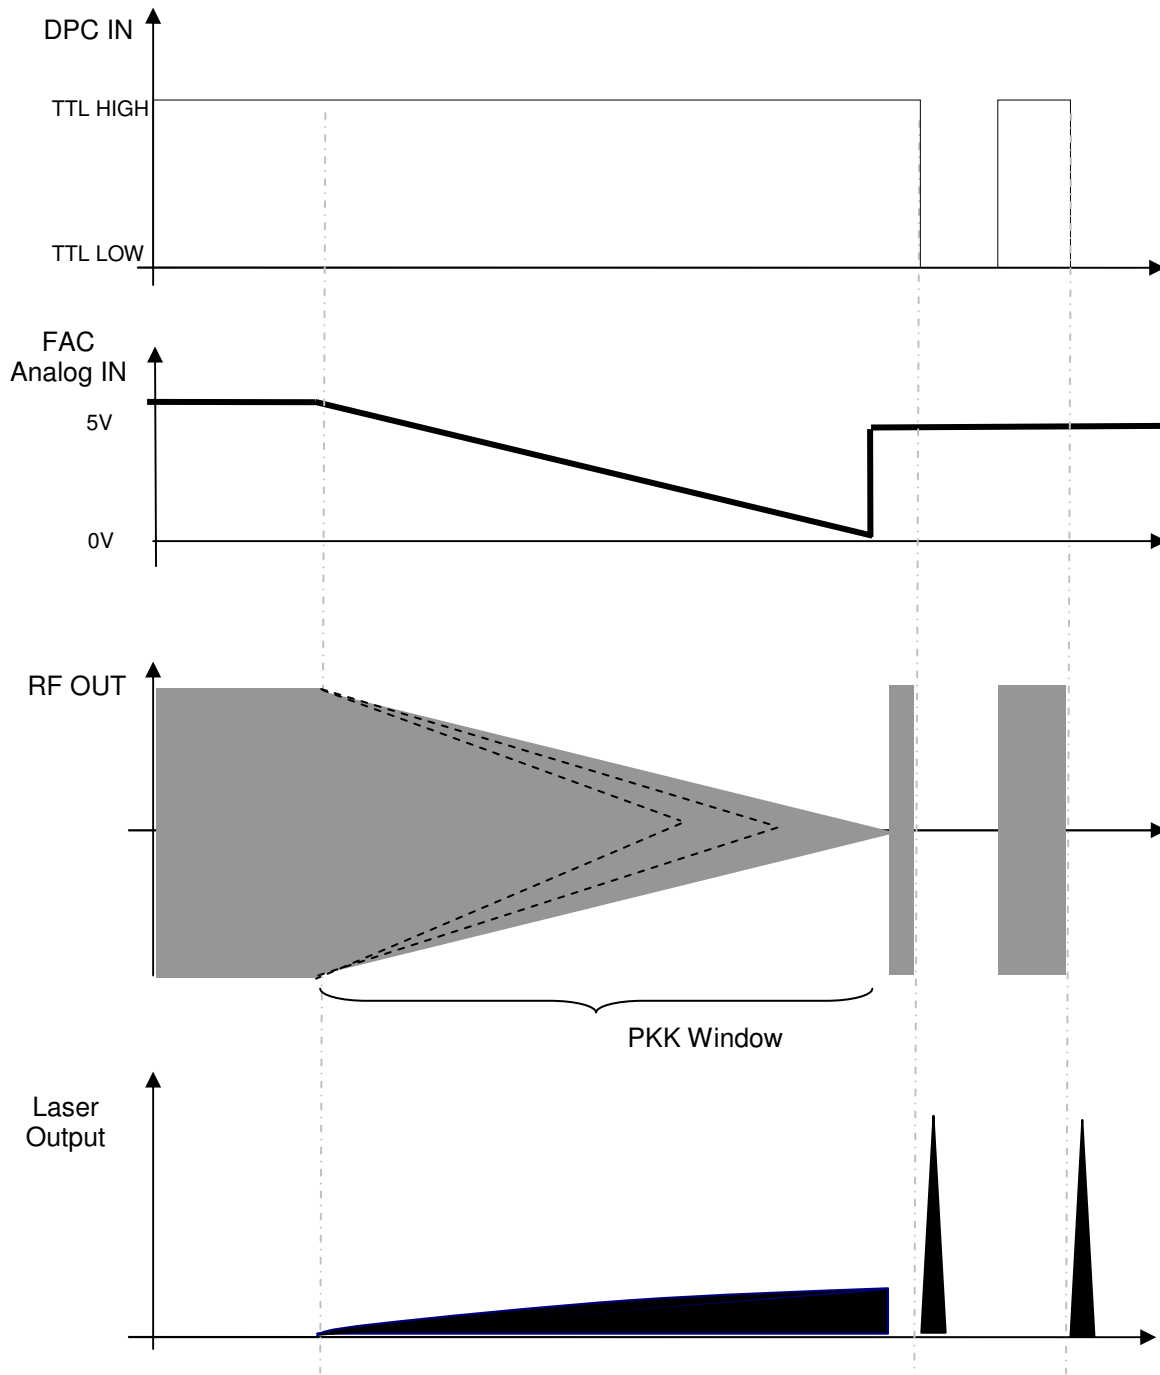 DPC IN
TTL HIGH
TTL LOW
FAC
Analog IN
5V
0V
RF OUT
PKK Window
Laser
Output